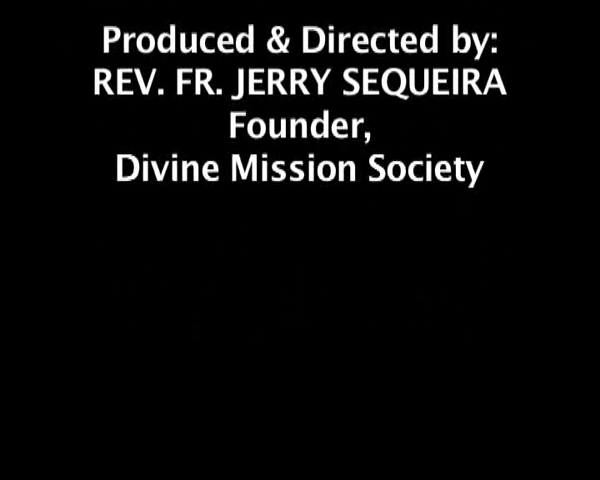 Produced & Directed by:
REV. FR. JERRY SEQUEIRA
Founder,
Divine Mission Society